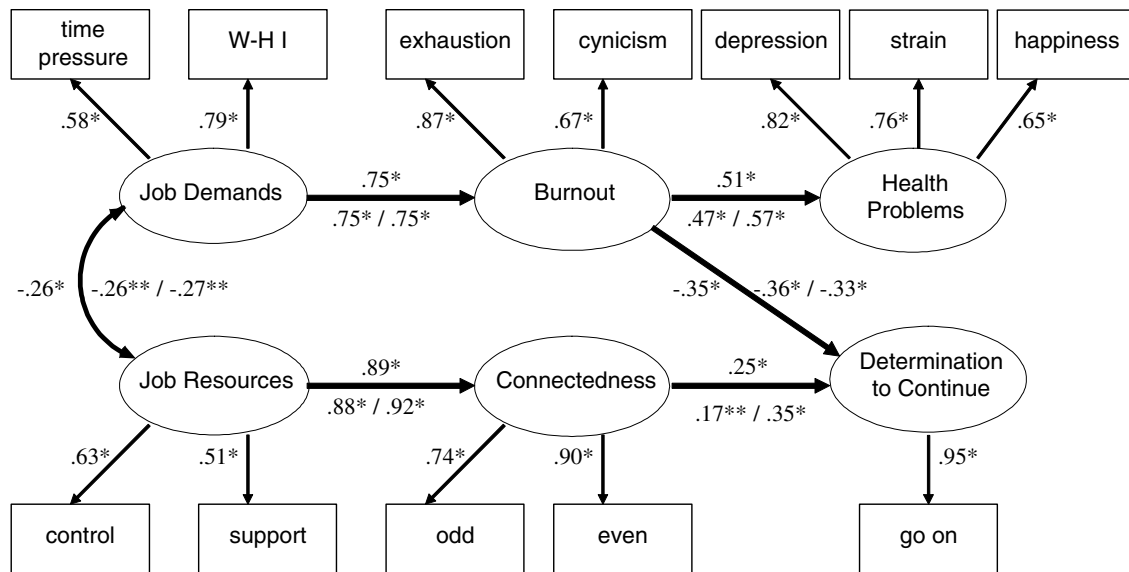 time
pressure
W-H I
exhaustion
cynicism
depression
strain
happiness
.58*
.79*
.87*
.67*
.82*
.76*
.65*
Job Demands
.75*
.75* / .75*
Burnout
.51*
.47* / .57*
Health
Problems
-.26*
-.26** / -.27**
-.35*
-.36* / -.33*
Job Resources
.89*
.88* / .92*
Connectedness
.25*
.17** / .35*
Determination
to Continue
.63*
.51*
.74*
.90*
.95*
control
support
odd
even
go on